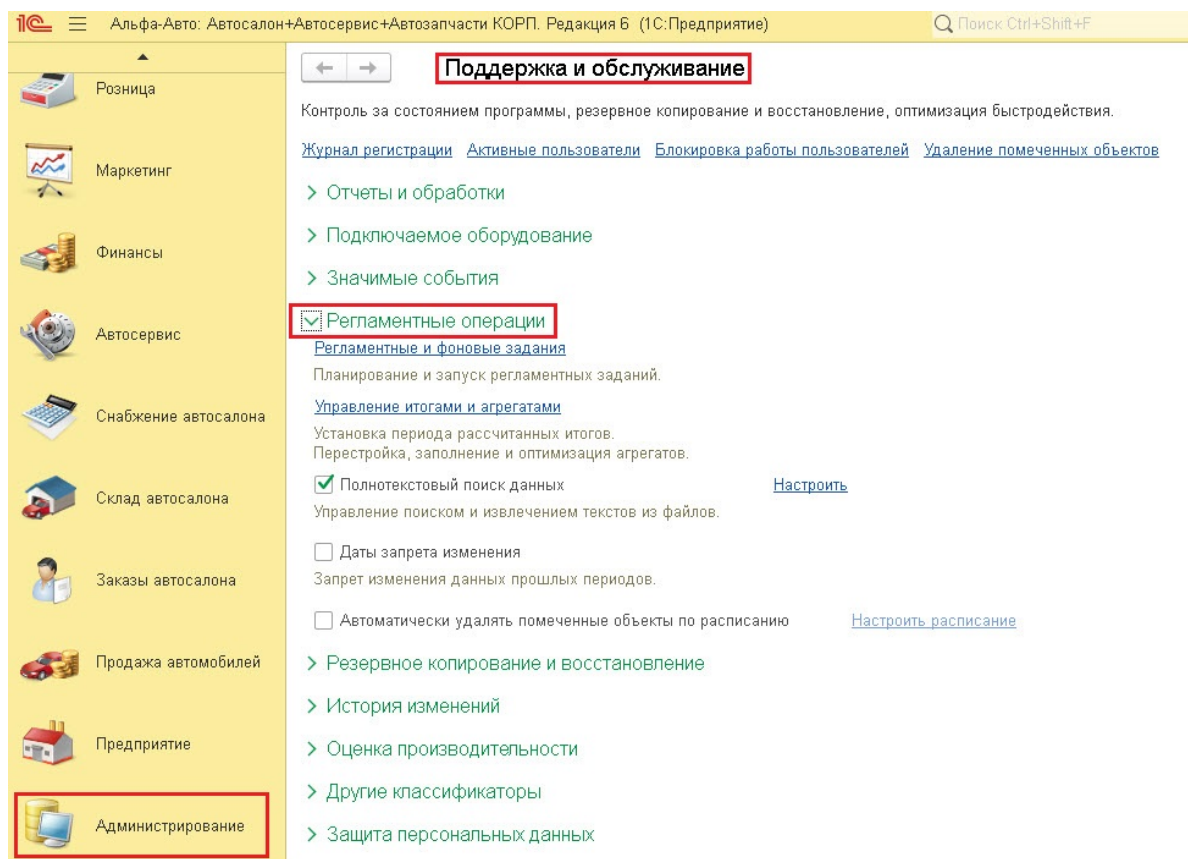 1С Альфа-Авто: Автосалон+Автосервис+Автозапчасти КОРП. Редакция 6 (1С:Предприятие) Поиск Ctrl+Shift+F
Розница
Маркетинг
Финансы
Автосервис
Снабжение автосалона
Склад автосалона
Заказы автосалона
Продажа автомобилей
Предприятие
Администрирование
Поддержка и обслуживание
Контроль за состоянием программы, резервное копирование и восстановление, оптимизация быстродействия.
Журнал регистрации Активные пользователи Блокировка работы пользователей Удаление помеченных объектов
Отчеты и обработки
Подключаемое оборудование
Значимые события
Регламентные операции
Регламентные и фоновые задания
Планирование и запуск регламентных заданий.
Управление итогами и агрегатами
Установка периода рассчитанных итогов.
Перестройка, заполнение и оптимизация агрегатов.
Полнотекстовый поиск данных Настроить
Управление поиском и извлечением текстов из файлов.
Даты запрета изменения
Запрет изменения данных прошлых периодов.
Автоматически удалять помеченные объекты по расписанию Настроить расписание
Резервное копирование и восстановление
История изменений
Оценка производительности
Другие классификаторы
Защита персональных данных